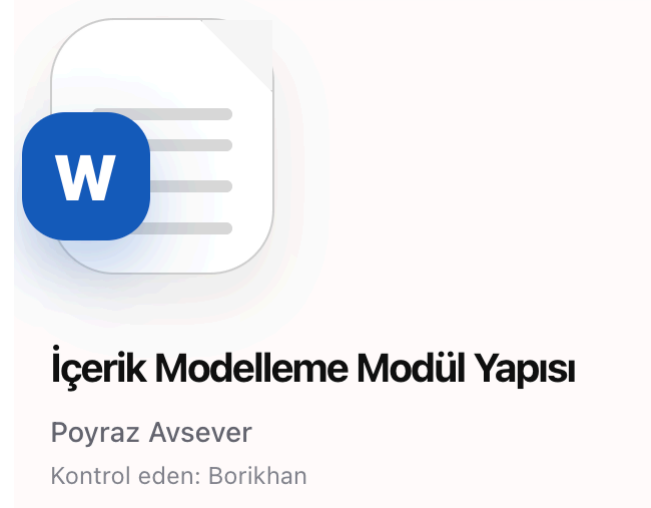 W
İçerik Modelleme Modül Yapısı
Poyraz Avsever
Kontrol eden: Borikhan